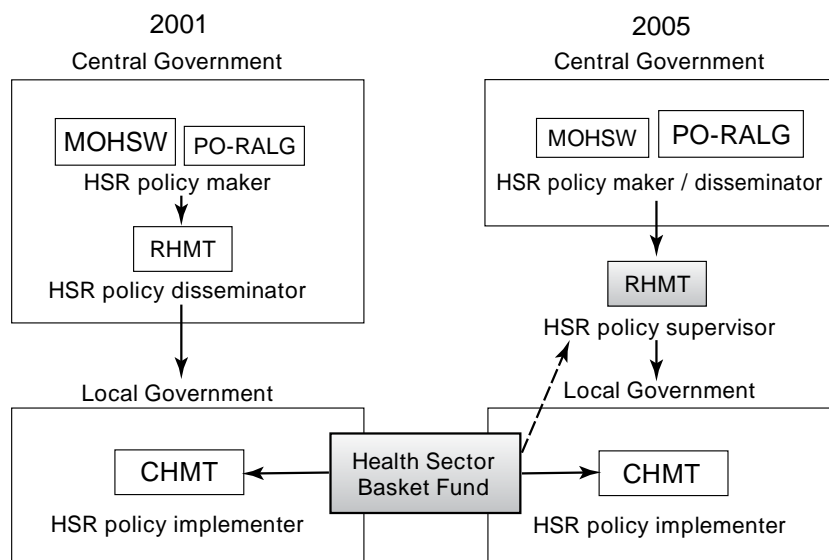 2001
Central Government
MOHSW
PO-RALG
HSR policy maker
RHMT
HSR policy disseminator
Local Government
CHMT
HSR policy implementer
Health Sector
Basket Fund
2005
Central Government
MOHSW
PO-RALG
HSR policy maker / disseminator
RHMT
HSR policy supervisor
Local Government
CHMT
HSR policy implementer